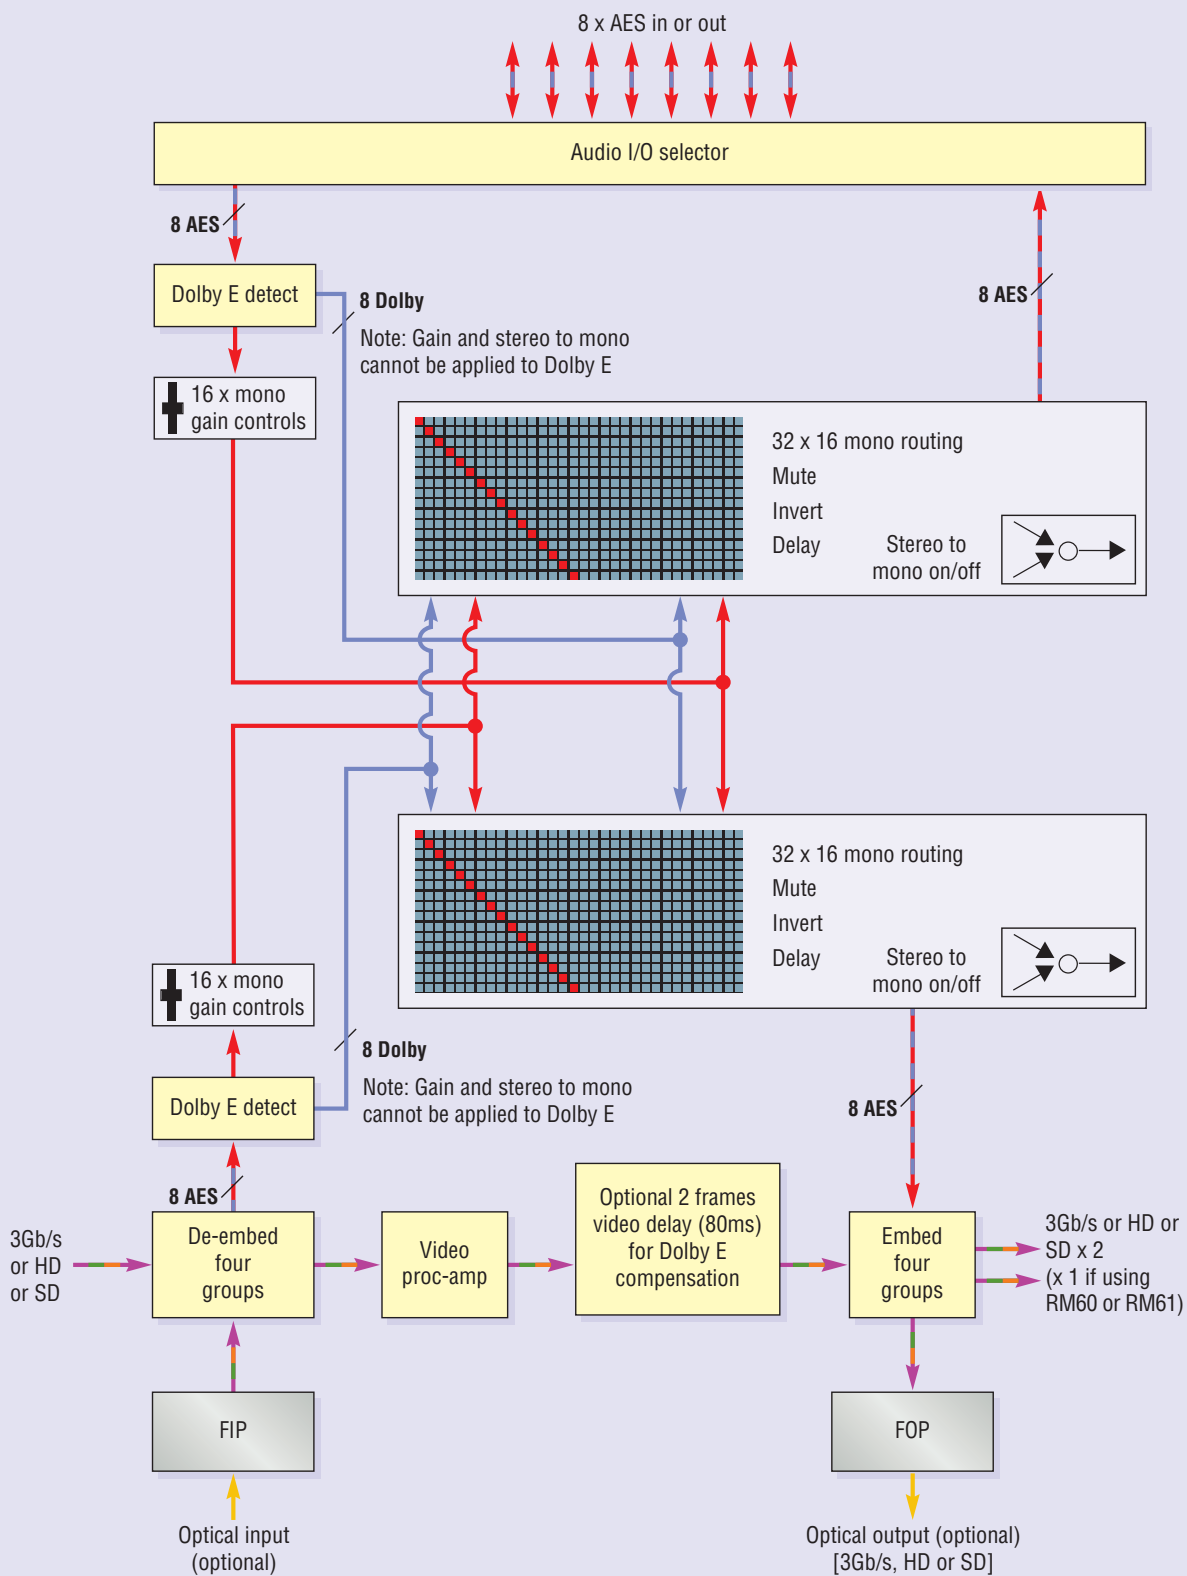 8 x AES in or out
Audio I/O selector
8 AES
Dolby E detect
8 Dolby
Note: Gain and stereo to mono
cannot be applied to Dolby E
8 AES
16 x mono
gain controls
32 x 16 mono routing
Mute
Invert
Delay
Stereo to
mono on/off
32 x 16 mono routing
Mute
Invert
Delay
Stereo to
mono on/off
16 x mono
gain controls
8 Dolby
Note: Gain and stereo to mono
cannot be applied to Dolby E
Dolby E detect
8 AES
8 AES
3Gb/s
or HD
or SD
De-embed
four
groups
Video
proc-amp
Optional 2 frames
video delay (80ms)
for Dolby E
compensation
Embed
four
groups
3Gb/s or HD or
SD x 2
(x 1 if using
RM60 or RM61)
FIP
FOP
Optical input
(optional)
Optical output (optional)
[3Gb/s, HD or SD]